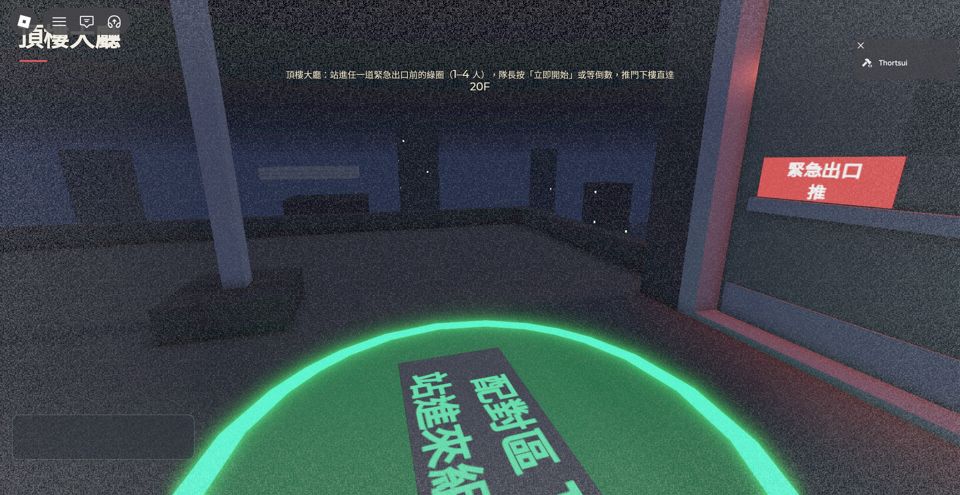 頂樓大廳
頂樓大廳：站進任一道緊急出口前的綠圈（1–4 人），隊長按「立即開始」或等倒數，推門下樓直達
20F
Thortsui
緊急出口
推
配對區
站進來組